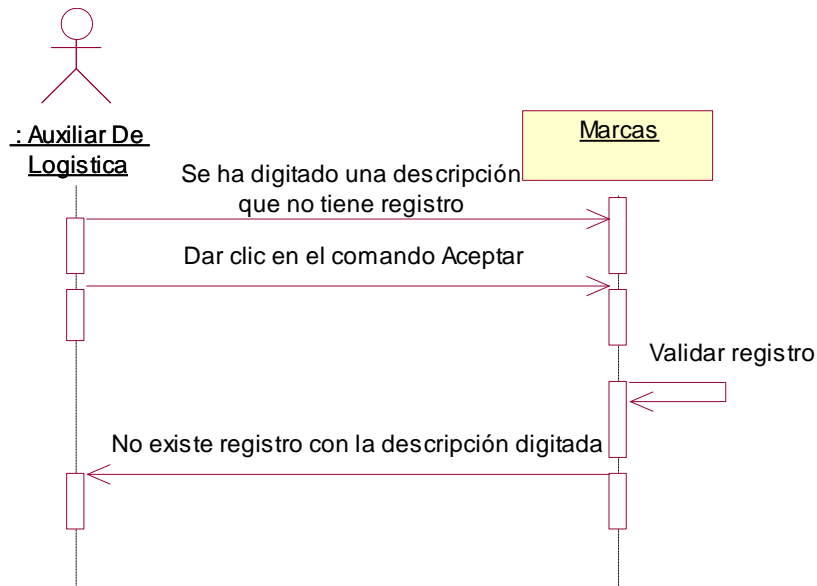 : Auxiliar De
Logistica
Marcas
Se ha digitado una descripción
que no tiene registro
Dar clic en el comando Aceptar
Validar registro
No existe registro con la descripción digitada